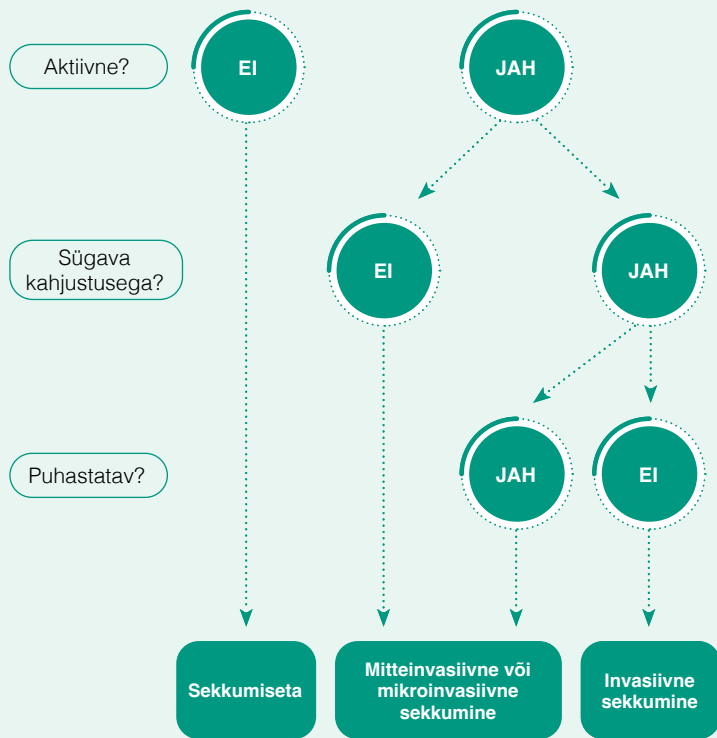 Aktiivne?
EI
JAH
Sügava
kahjustusega?
EI
JAH
Puhastatav?
JAH
EI
Sekkumiseta
Mitteinvasiivne või
mikroinvasiivne
sekkumine
Invasiivne
sekkumine